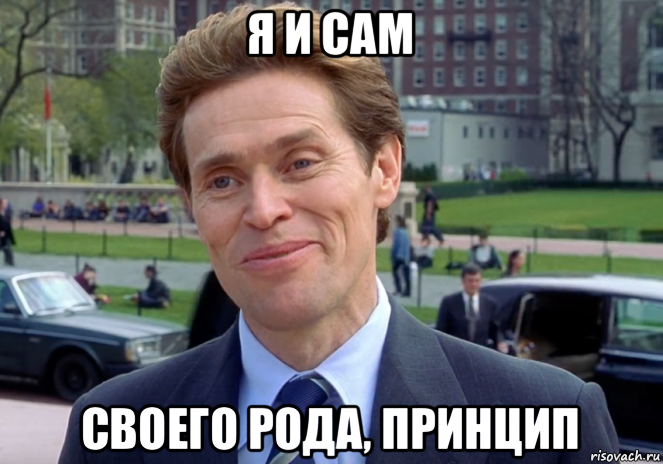 Я И САМ
СВОЕГО РОДА, ПРИНЦИП
risovach.ru